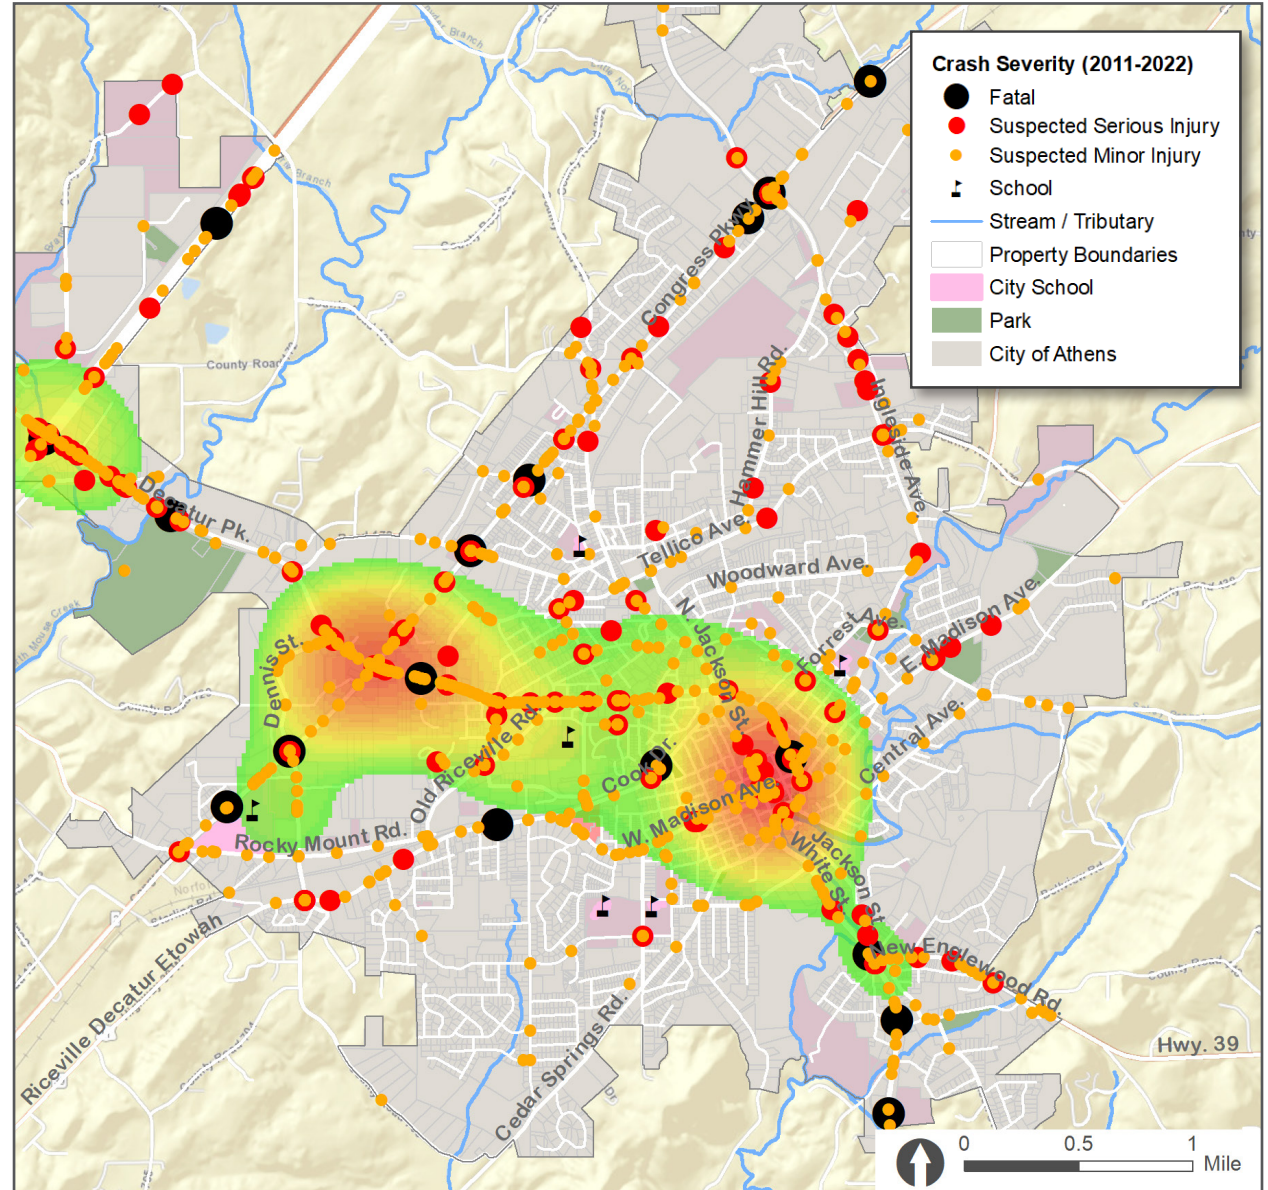 Crash Severity (2011-2022)
Fatal
Suspected Serious Injury
Suspected Minor Injury
School
Stream / Tributary
Property Boundaries
City School
Park
City of Athens
Congress Pkwy.
County Road
Hammer Hill Rd.
Ingleside Ave
Decatur Pk.
Tellico Ave.
Woodward Ave.
N. Jackson St.
Forrest Ave.
E. Madison Ave.
Dennis St.
Old Riceville Rd.
Central Ave.
Cook Dr.
W. Madison Ave.
Rocky Mount Rd.
Jackson St.
White St.
New Englewood Rd.
Riceville Decatur Etowah
Cedar Springs Rd.
Hwy. 39
0 0.5 1
Mile